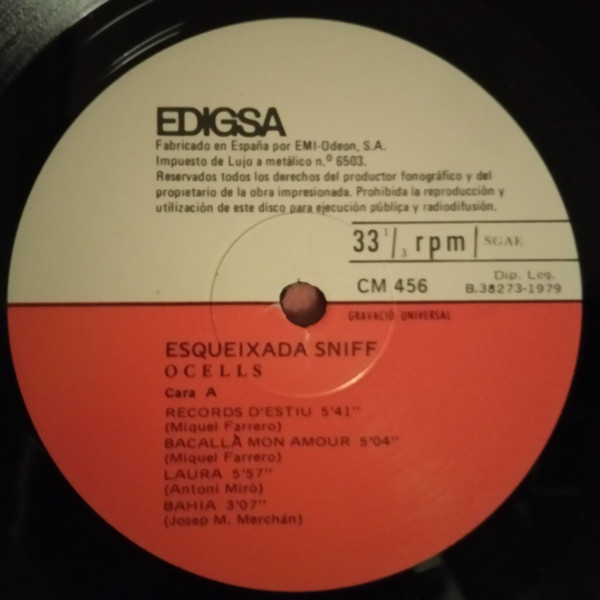 EDIGSA
Fabricado en España por EMI-Odeon, S.A.
Impuesto de Lujo a metálico n.º 6503.
Reservados todos los derechos del productor fonográfico y del
propietario de la obra impresionada. Prohibida la reproducción y
utilización de este disco para ejecución pública y radiodifusión.
33 1/3 rpm SGAE
CM 456
Dip. Leg.
B.38273-1979
GRAVACIÓ UNIVERSAL
ESQUEIXADA SNIFF
OCELLS
Cara A
RECORDS D'ESTIU 5'41"
(Miquel Farrero)
BACALLÀ MON AMOUR 5'04"
(Miquel Farrero)
LAURA 5'57"
(Antoni Miró)
BAHIA 3'07"
(Josep M. Merchán)